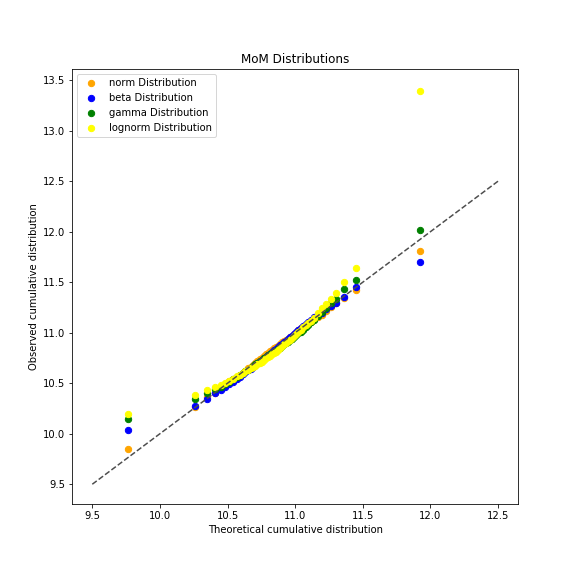 MoM Distributions
norm Distribution
beta Distribution
gamma Distribution
lognorm Distribution
13.5
13.0
12.5
12.0
11.5
11.0
10.5
10.0
9.5
Observed cumulative distribution
9.5 10.0 10.5 11.0 11.5 12.0 12.5
Theoretical cumulative distribution